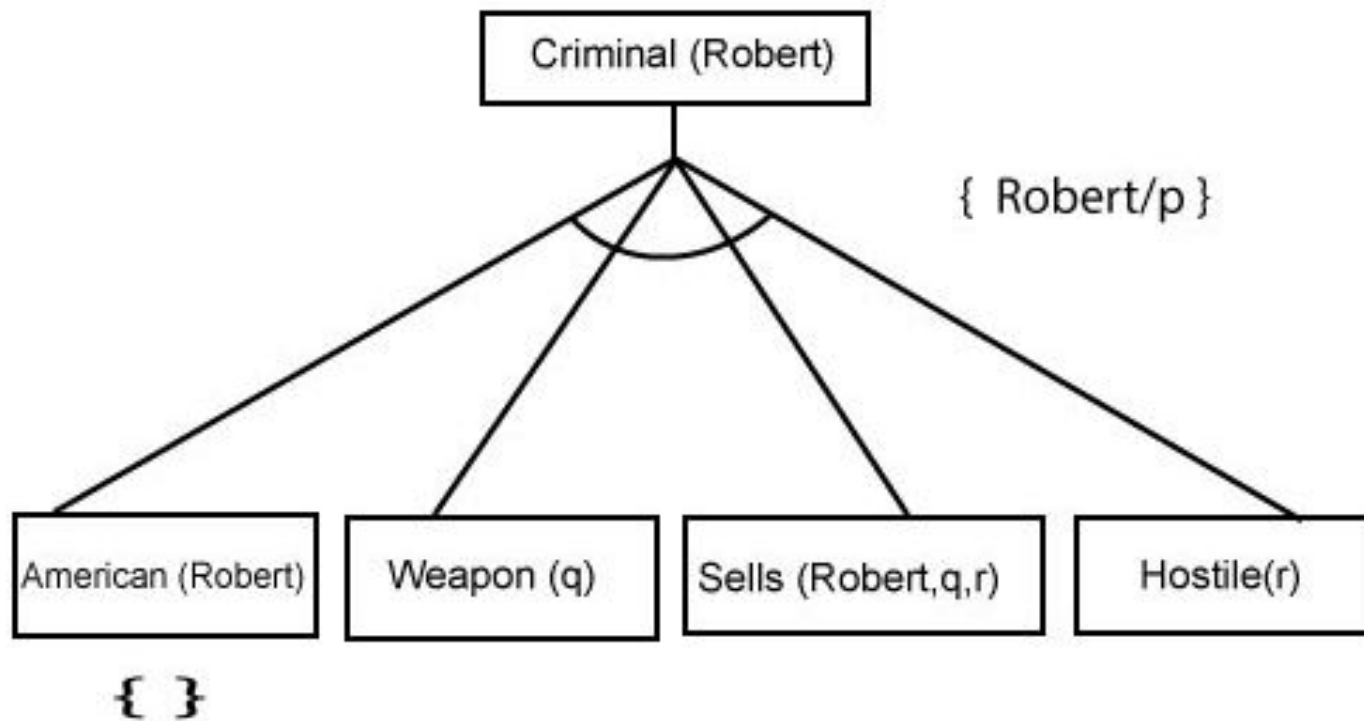 Criminal (Robert)
{ Robert/p }
American (Robert)
Weapon (q)
Sells (Robert,q,r)
Hostile(r)
{ }